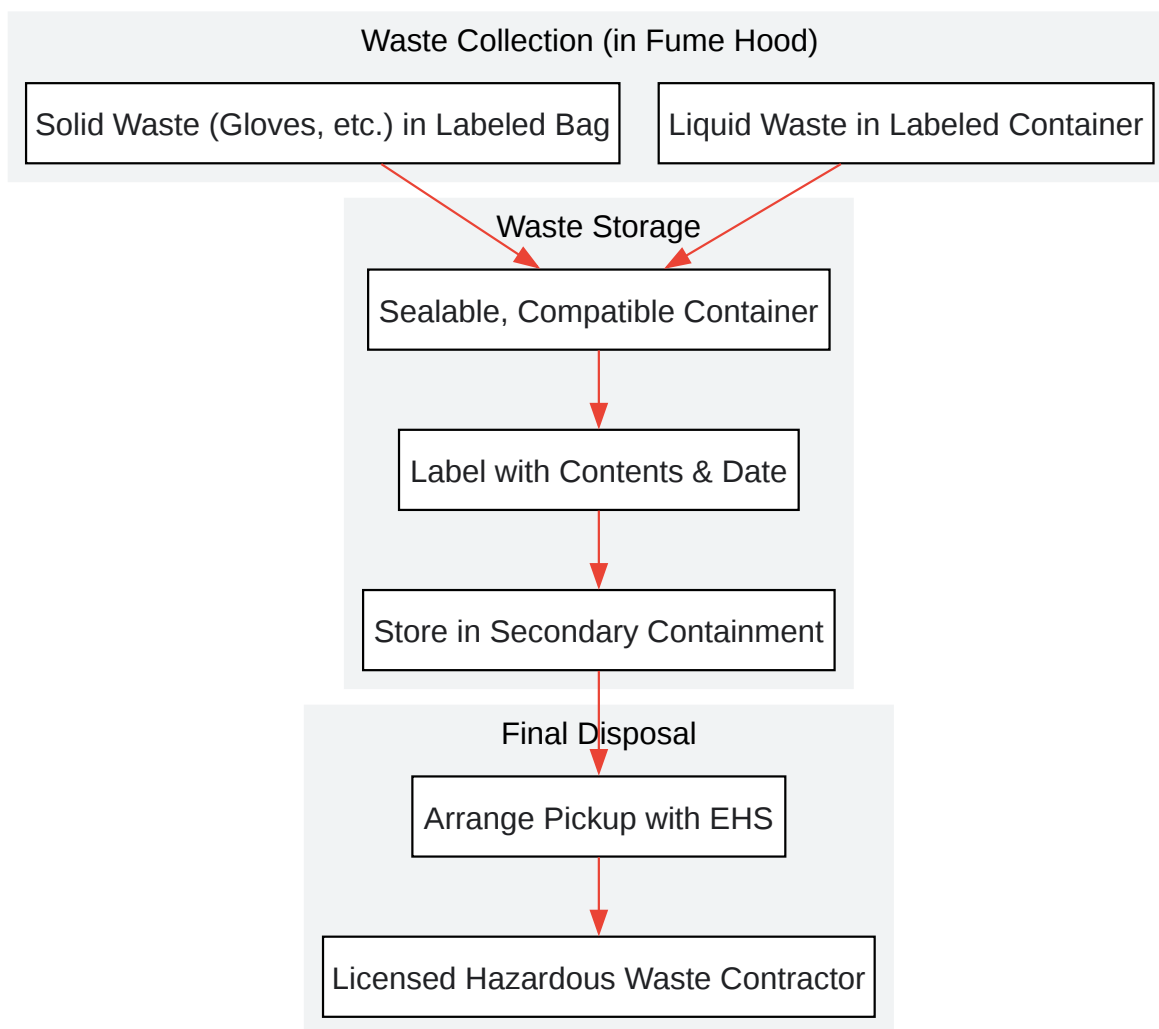 Waste Collection (in Fume Hood)
Solid Waste (Gloves, etc.) in Labeled Bag
Liquid Waste in Labeled Container
Waste Storage
Sealable, Compatible Container
Label with Contents & Date
Store in Secondary Containment
Final Disposal
Arrange Pickup with EHS
Licensed Hazardous Waste Contractor